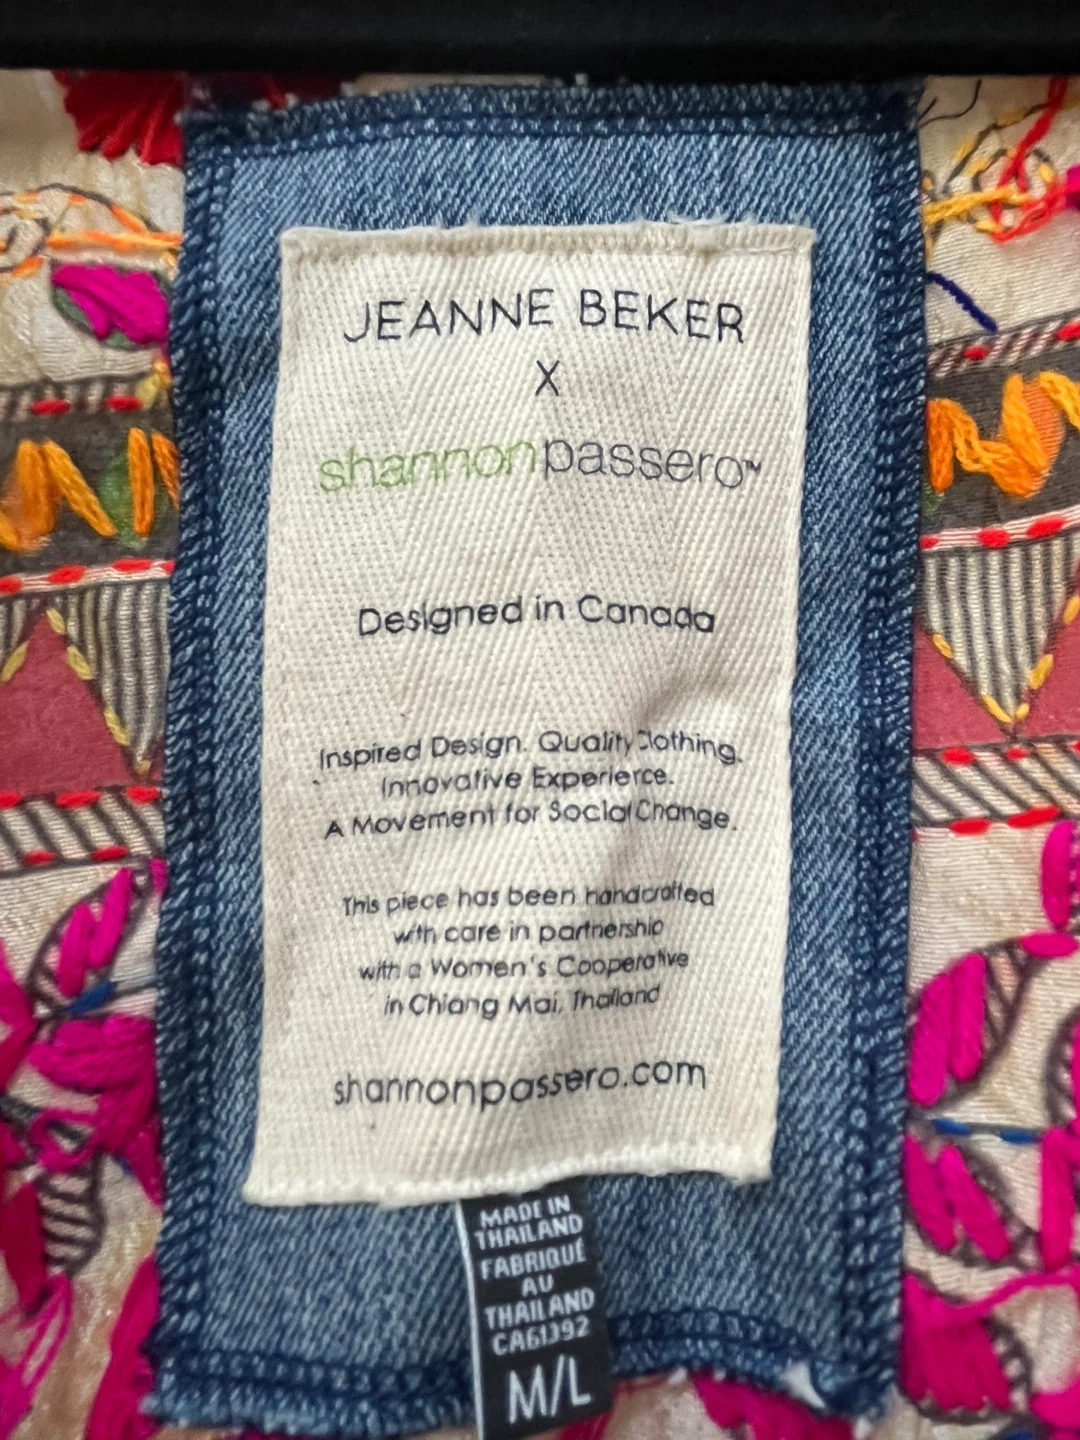 JEANNE BEKER
X
shannonpassero™
Designed in Canada
Inspired Design. Quality Clothing.
Innovative Experience.
A Movement for Social Change.
This piece has been handcrafted
with care in partnership
with a Women's Cooperative
in Chiang Mai, Thailand
shannonpassero.com
MADE IN
THAILAND
FABRIQUÉ
AU
THAILAND
CA61392
M/L